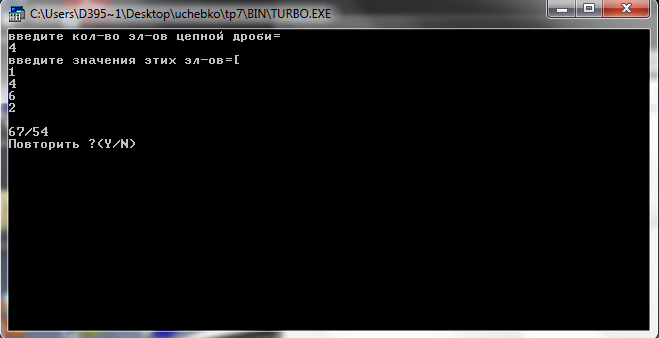 C:\Users\D395~1\Desktop\uchebko\tp7\BIN\TURBO.EXE
введите кол-во эл-ов цепной дроби=
4
введите значения этих эл-ов=[
1
4
6
2
67/54
Повторить ?(Y/N)